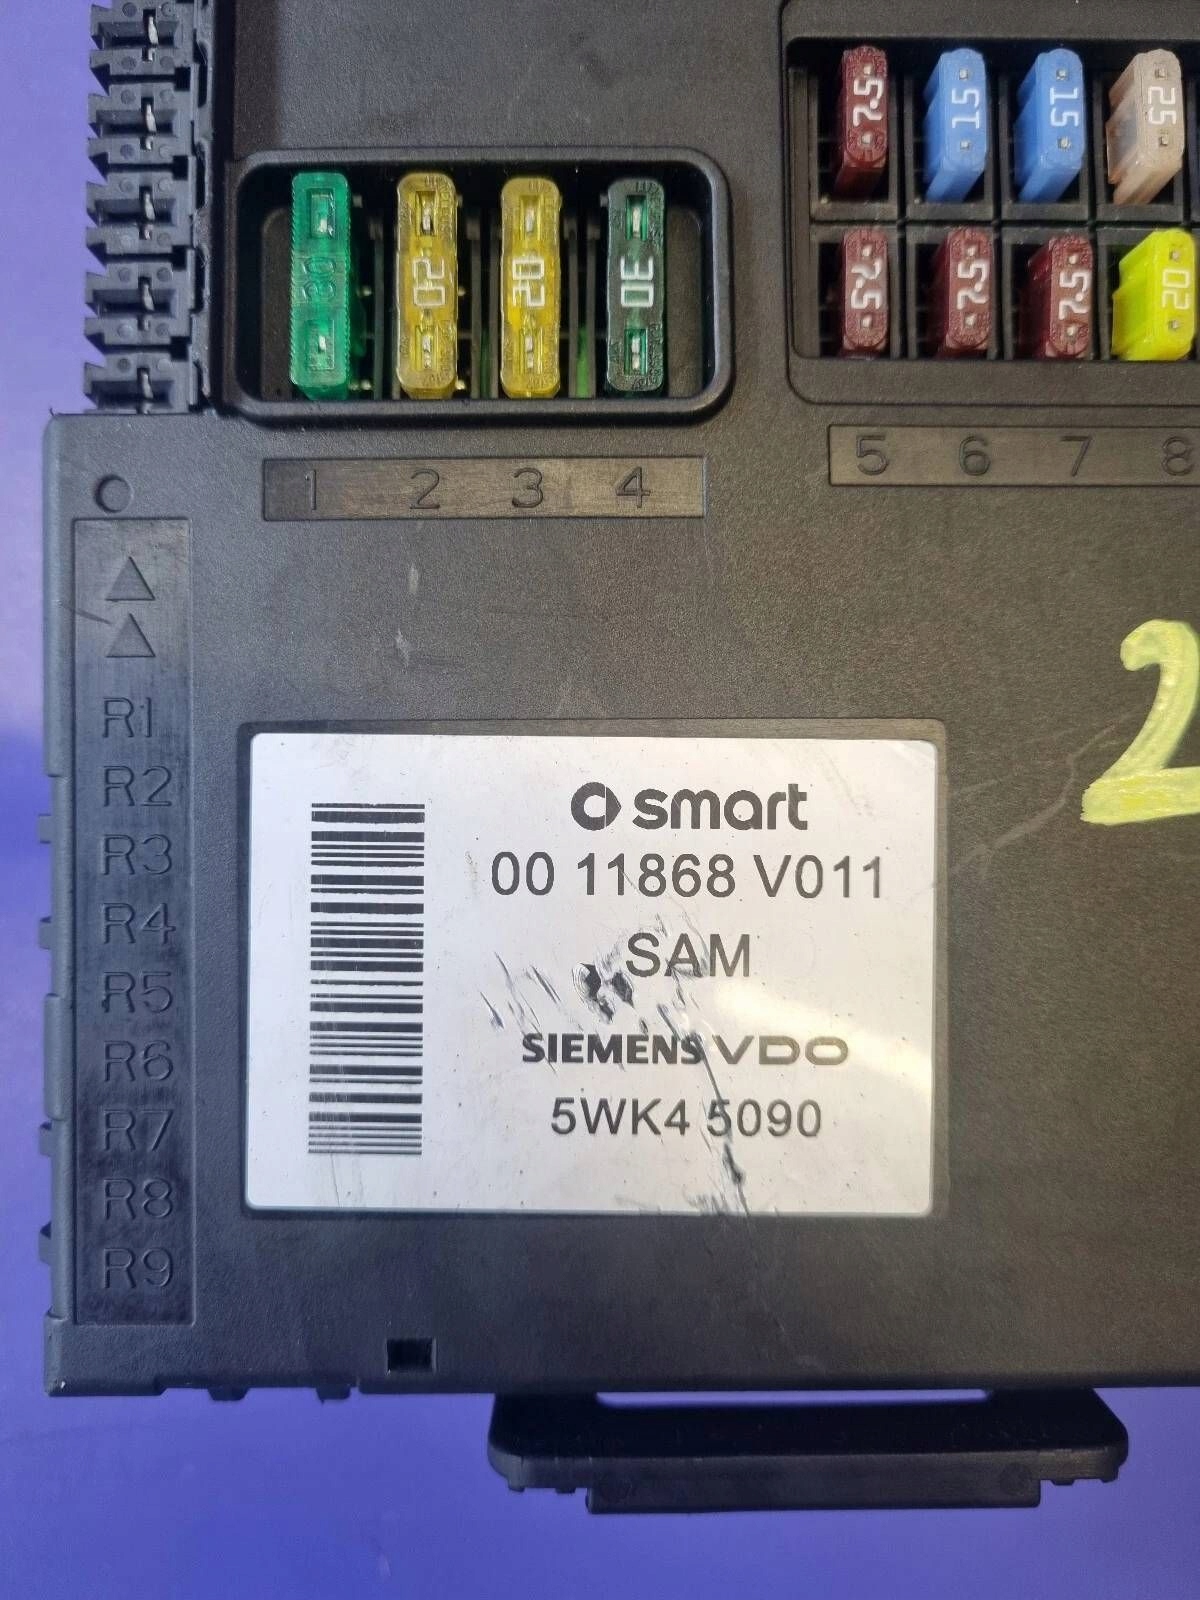 7.5 15 15 25
30 20 20 30
7.5 7.5 7.5 20
1 2 3 4
5 6 7 8
2
R1
R2
R3
R4
R5
R6
R7
R8
R9
smart
00 11868 V011
SAM
SIEMENS VDO
5WK4 5090